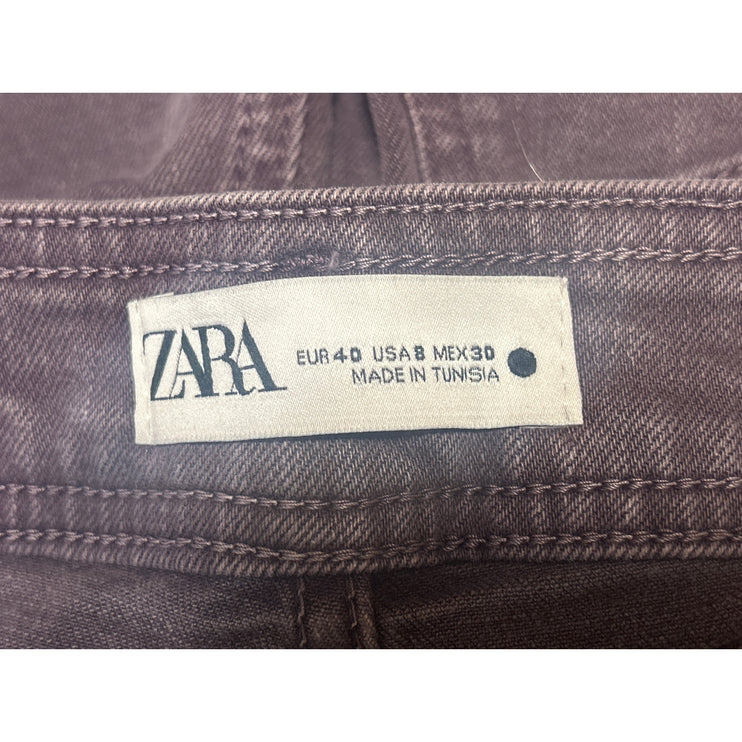 ZARA
EUR 40 USA 8 MEX 30
MADE IN TUNISIA